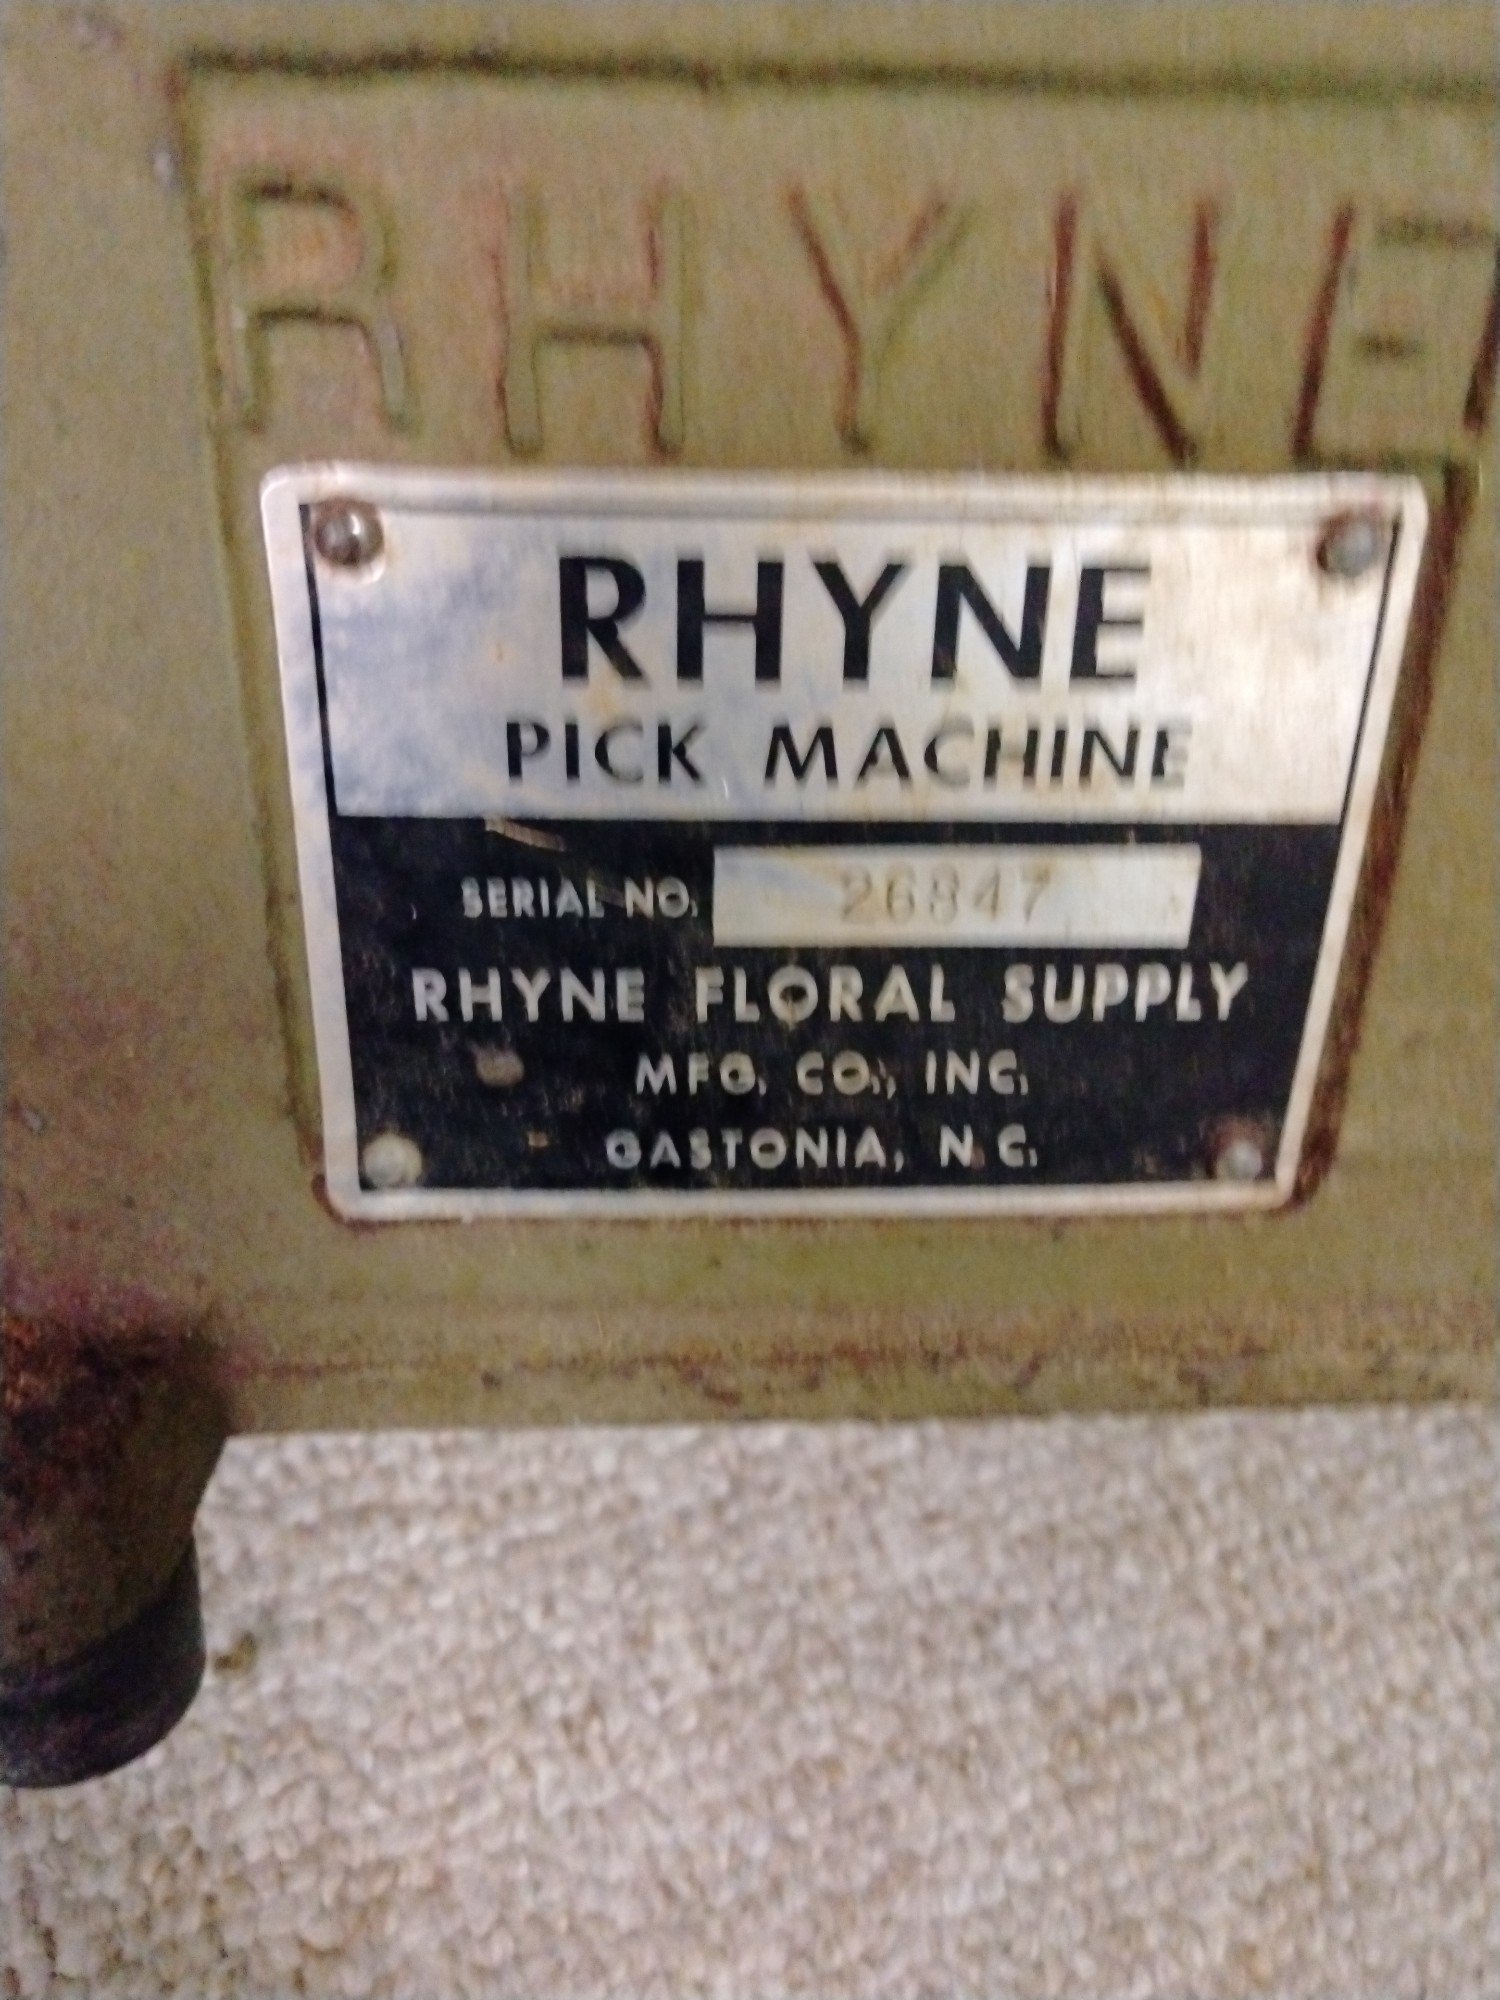 RHYNE
RHYNE
PICK MACHINE
SERIAL NO. 26847
RHYNE FLORAL SUPPLY
MFG. CO., INC.
GASTONIA, N.C.